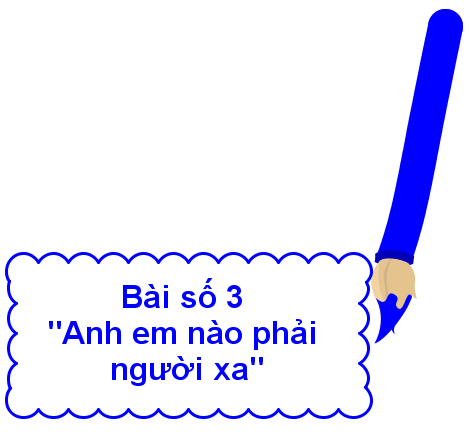 Bài số 3
"Anh em nào phải
người xa"